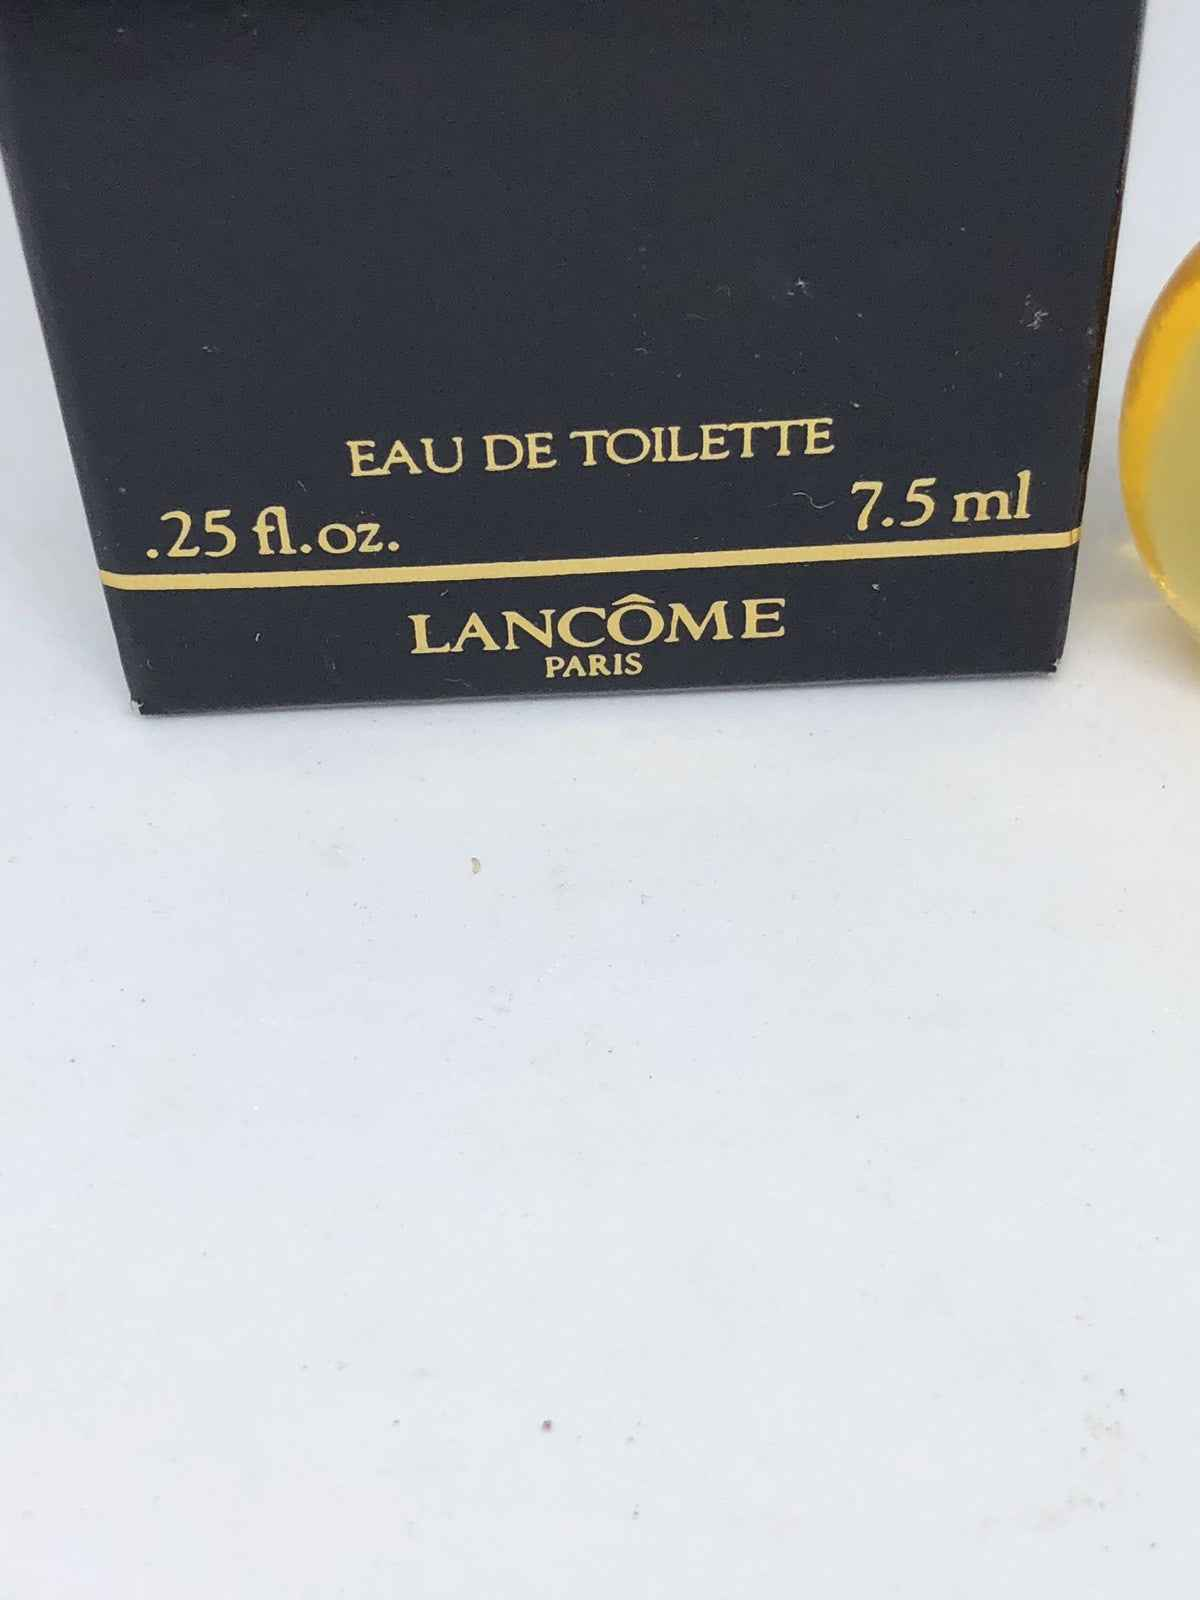 EAU DE TOILETTE
.25 fl.oz. 7.5 ml
LANCÔME
PARIS